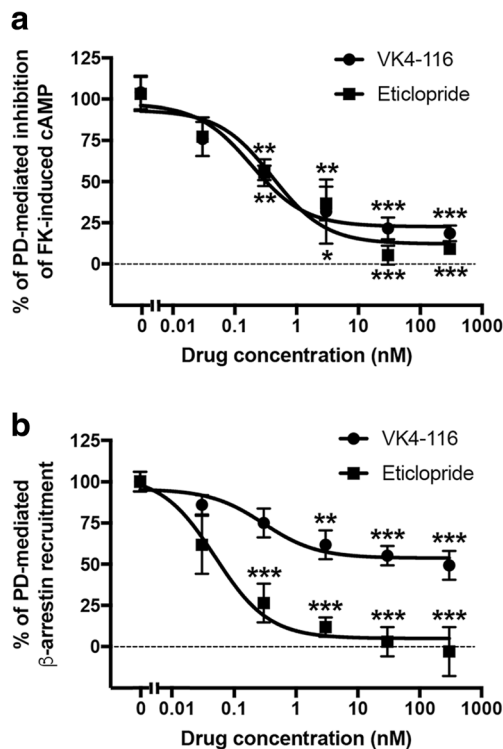 a
VK4-116
Eticlopride
% of PD-mediated inhibition
of FK-induced cAMP
125
100
75
50
25
0
**
**
**
*
***
***
***
***
0 0.01 0.1 1 10 100 1000
Drug concentration (nM)
b
VK4-116
Eticlopride
% of PD-mediated
β-arrestin recruitment
125
100
75
50
25
0
**
***
***
***
***
***
***
0 0.01 0.1 1 10 100 1000
Drug concentration (nM)